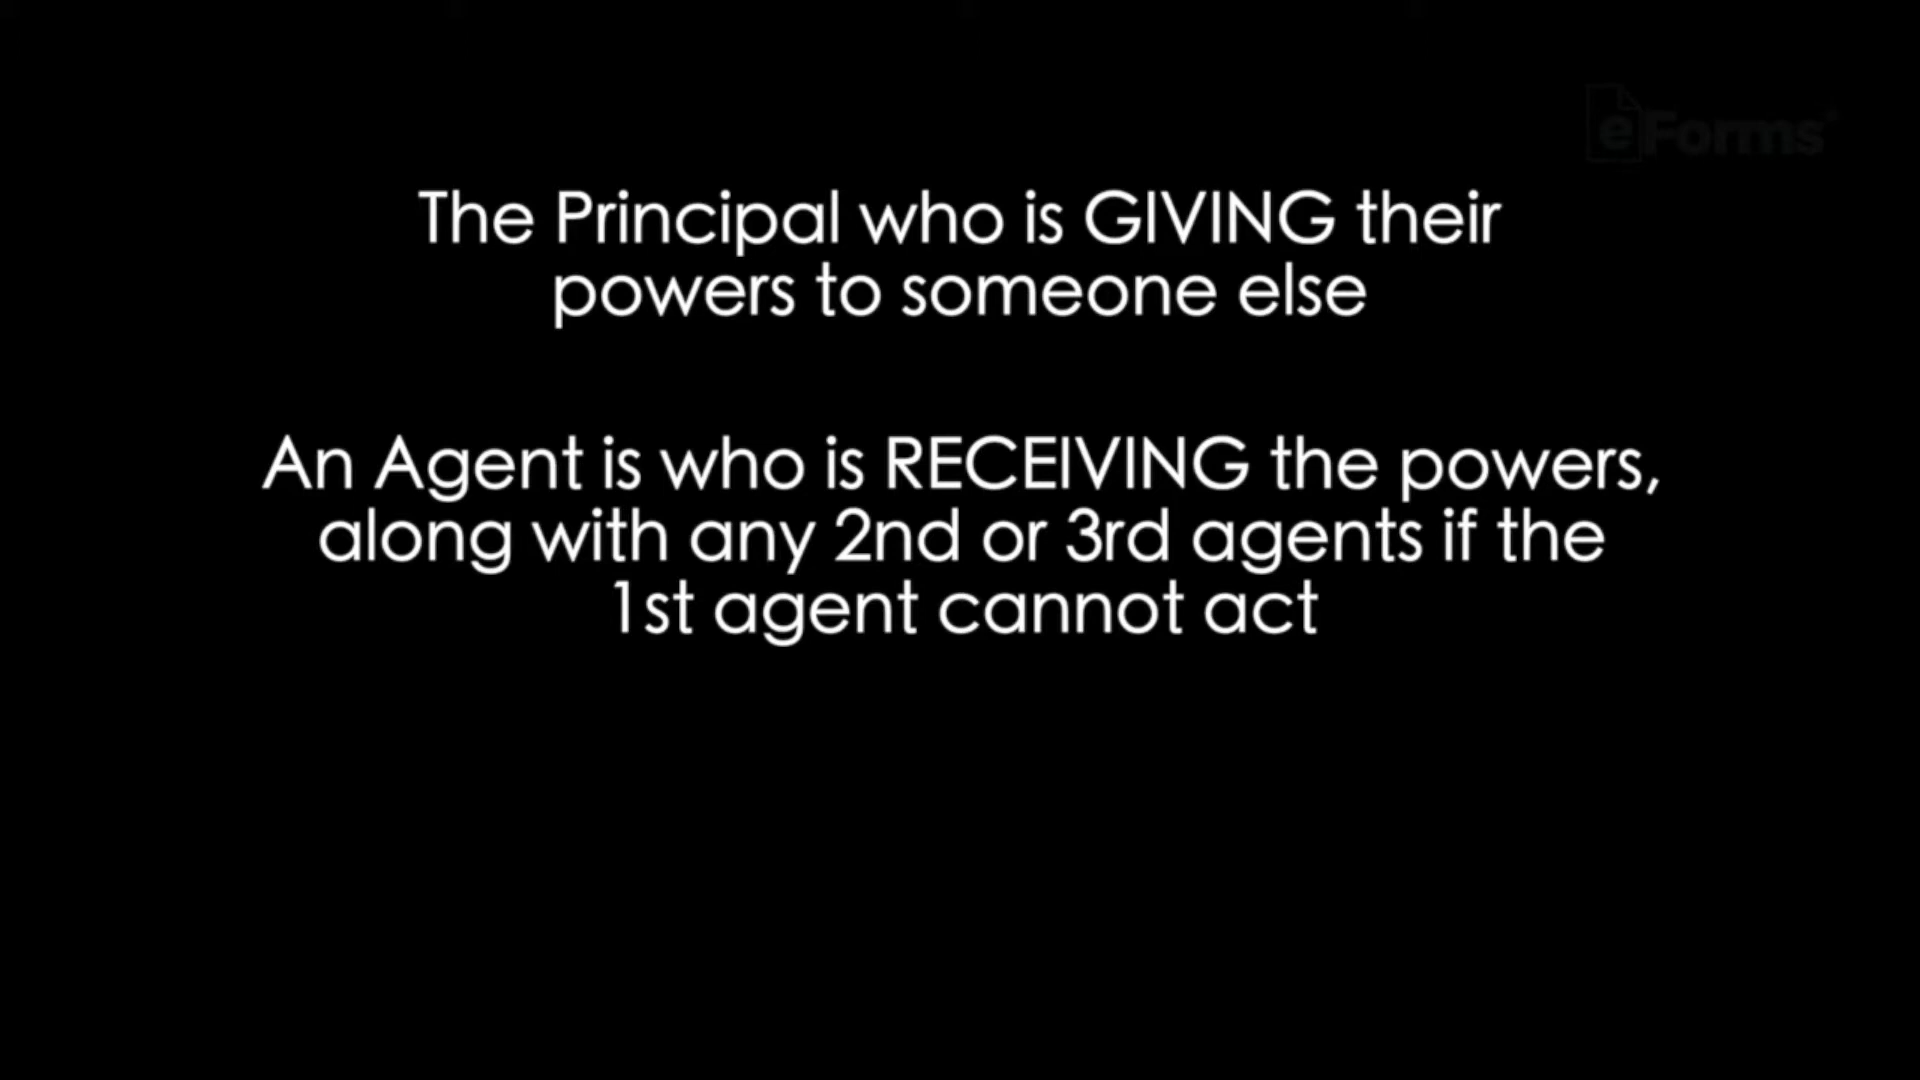 eForms
The Principal who is GIVING their
powers to someone else
An Agent is who is RECEIVING the powers,
along with any 2nd or 3rd agents if the
1st agent cannot act